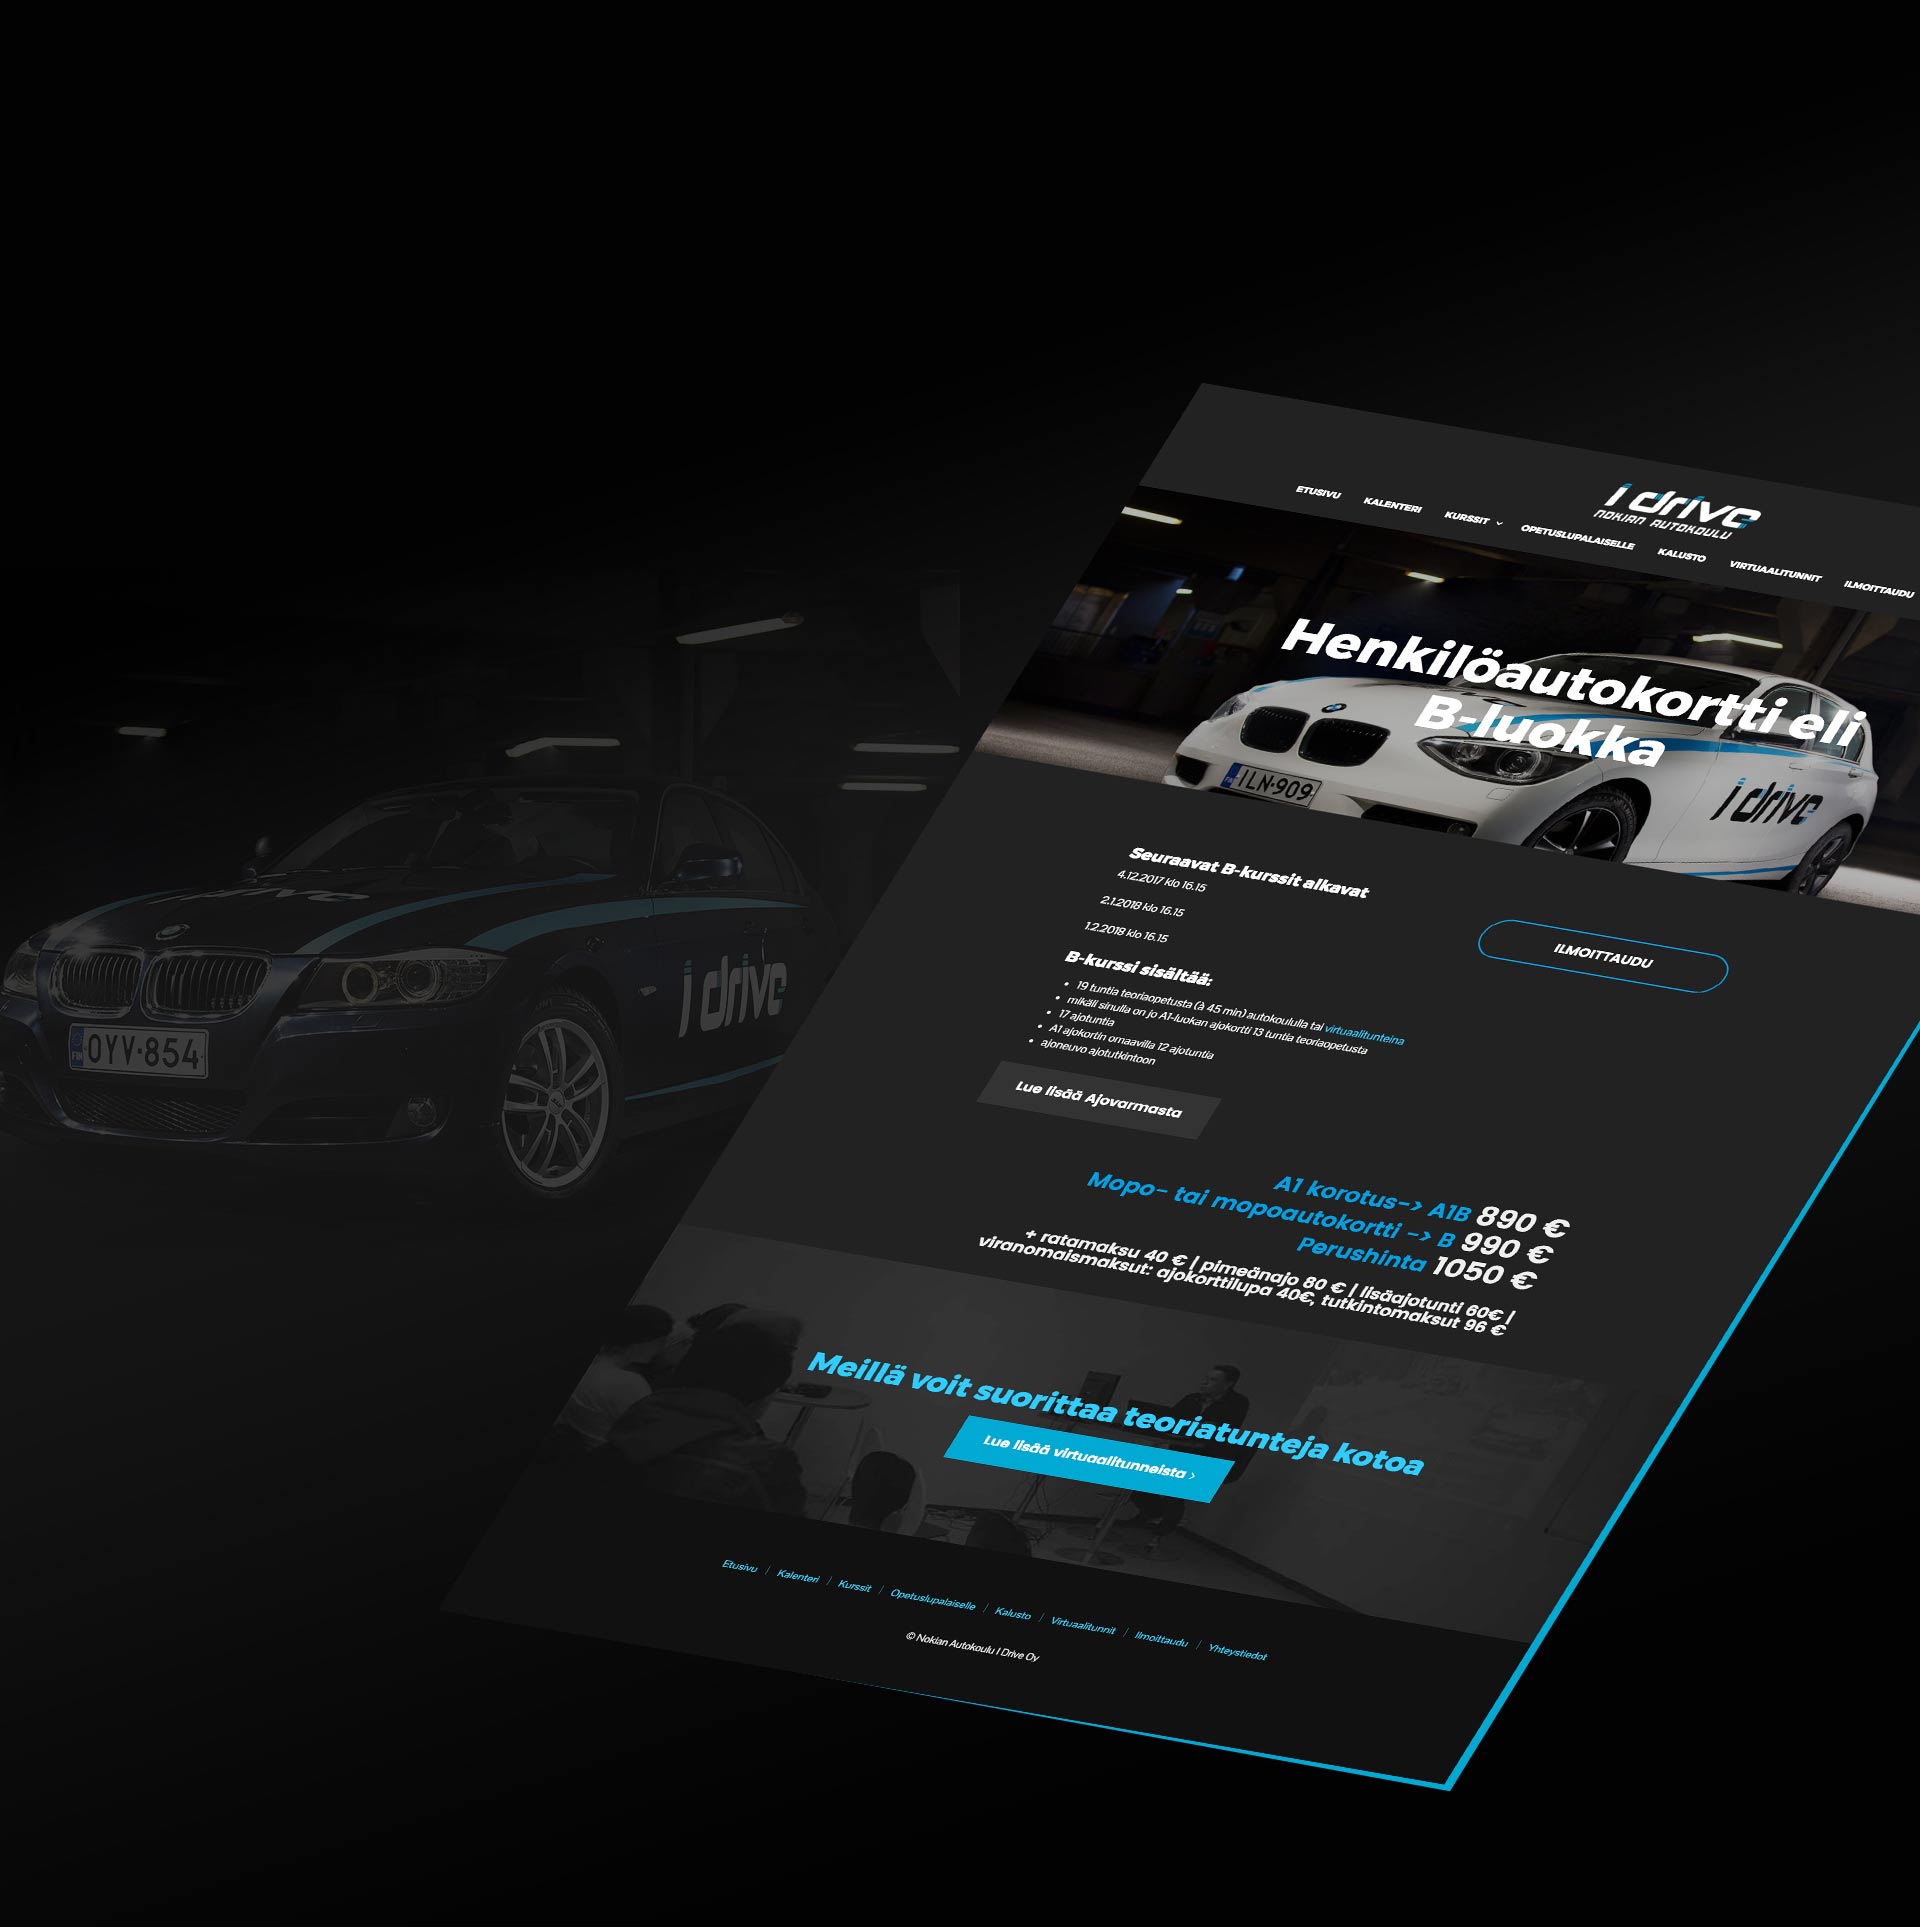 i drive
NOKIAN AUTOKOULU
ETUSIVU KALENTERI KURSSIT OPETUSLUPALAISELLE KALUSTO VIRTUAALITUNNIT ILMOITTAUDU
Henkilöautokortti eli
B-luokka
FIN ILN-909
i drive
Seuraavat B-kurssit alkavat
4.12.2017 klo 16.15
2.1.2018 klo 16.15
1.2.2018 klo 16.15
ILMOITTAUDU
B-kurssi sisältää:
• 19 tuntia teoriaopetusta (à 45 min) autokoululla tai virtuaalitunteina
• mikäli sinulla on jo A1-luokan ajokortti 13 tuntia teoriaopetusta
• 17 ajotuntia
• A1 ajokortin omaavilla 12 ajotuntia
• ajoneuvo ajotutkintoon
Lue lisää Ajovarmasta
A1 korotus-> A1B 890 €
Mopo- tai mopoautokortti -> B 990 €
Perushinta 1050 €
+ ratamaksu 40 € | pimeänajo 80 € | lisäajotunti 60€ |
viranomaismaksut: ajokorttilupa 40€, tutkintomaksut 96 €
Meillä voit suorittaa teoriatunteja kotoa
Lue lisää virtuaalitunneista >
Etusivu / Kalenteri / Kurssit / Opetuslupalaiselle / Kalusto / Virtuaalitunnit / Ilmoittaudu / Yhteystiedot
© Nokian Autokoulu I Drive Oy
drive
i drive
FIN OYV-854